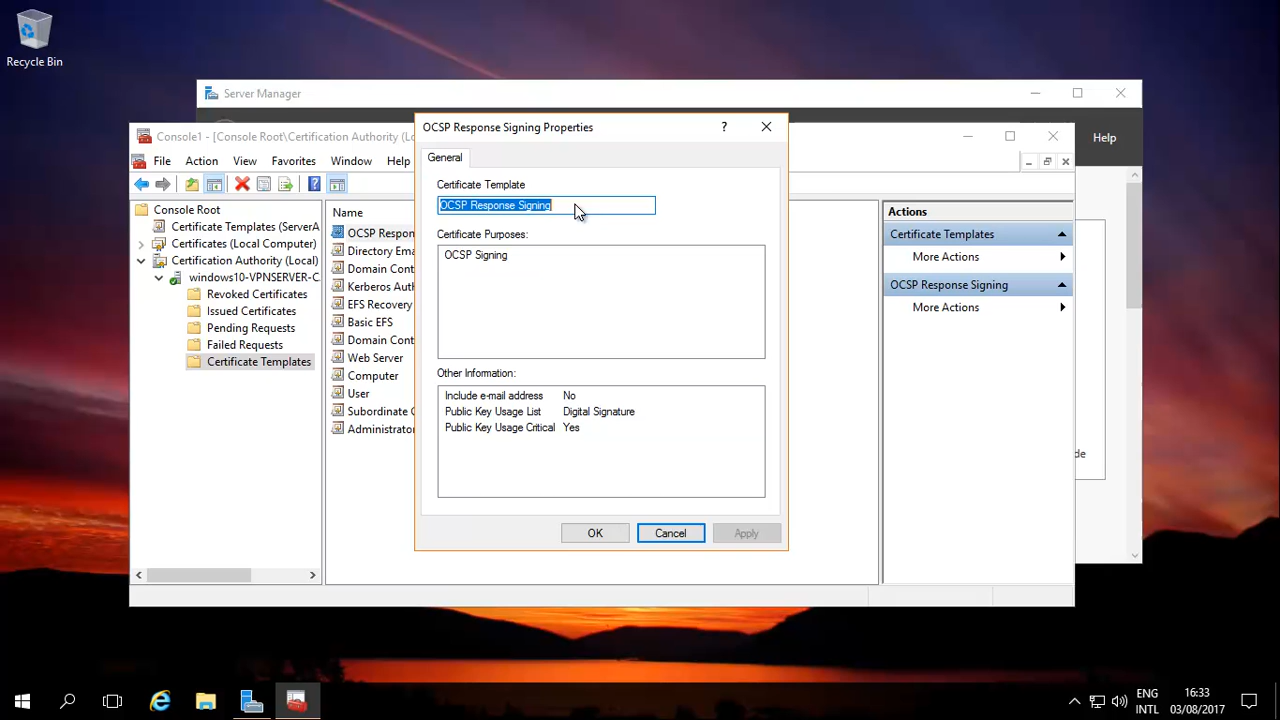 Recycle Bin
Server Manager
Console1 - [Console Root\Certification Authority (Lo
Help
File Action View Favorites Window Help
OCSP Response Signing Properties
?
General
Certificate Template
OCSP Response Signing
Certificate Purposes:
OCSP Signing
Other Information:
Include e-mail address No
Public Key Usage List Digital Signature
Public Key Usage Critical Yes
OK
Cancel
Apply
Console Root
Certificate Templates (ServerA
Certificates (Local Computer)
Certification Authority (Local)
windows10-VPNSERVER-C
Revoked Certificates
Issued Certificates
Pending Requests
Failed Requests
Certificate Templates
Name
OCSP Respon
Directory Ema
Domain Cont
Kerberos Auth
EFS Recovery
Basic EFS
Domain Cont
Web Server
Computer
User
Subordinate C
Administrator
Actions
Certificate Templates
More Actions
OCSP Response Signing
More Actions
de
ENG
INTL
16:33
03/08/2017